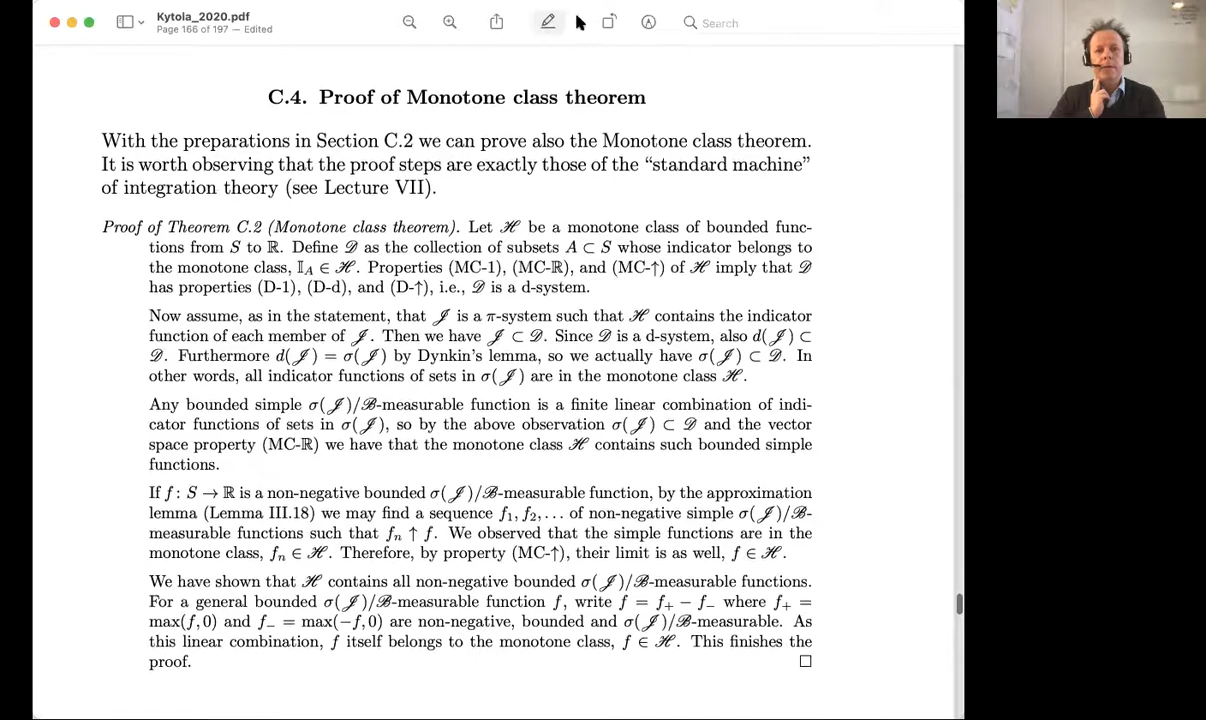 Kytola_2020.pdf
Page 166 of 197 – Edited
Search
C.4. Proof of Monotone class theorem
With the preparations in Section C.2 we can prove also the Monotone class theorem.
It is worth observing that the proof steps are exactly those of the “standard machine”
of integration theory (see Lecture VII).
Proof of Theorem C.2 (Monotone class theorem). Let ℋ be a monotone class of bounded func-
tions from S to ℝ. Define 𝒟 as the collection of subsets A ⊂ S whose indicator belongs to
the monotone class, 𝕀_A ∈ ℋ. Properties (MC-1), (MC-ℝ), and (MC-↑) of ℋ imply that 𝒟
has properties (D-1), (D-d), and (D-↑), i.e., 𝒟 is a d-system.
Now assume, as in the statement, that 𝒥 is a π-system such that ℋ contains the indicator
function of each member of 𝒥. Then we have 𝒥 ⊂ 𝒟. Since 𝒟 is a d-system, also d(𝒥) ⊂
𝒟. Furthermore d(𝒥) = σ(𝒥) by Dynkin’s lemma, so we actually have σ(𝒥) ⊂ 𝒟. In
other words, all indicator functions of sets in σ(𝒥) are in the monotone class ℋ.
Any bounded simple σ(𝒥)/ℬ-measurable function is a finite linear combination of indi-
cator functions of sets in σ(𝒥), so by the above observation σ(𝒥) ⊂ 𝒟 and the vector
space property (MC-ℝ) we have that the monotone class ℋ contains such bounded simple
functions.
If f: S → ℝ is a non-negative bounded σ(𝒥)/ℬ-measurable function, by the approximation
lemma (Lemma III.18) we may find a sequence f₁, f₂, ... of non-negative simple σ(𝒥)/ℬ-
measurable functions such that fₙ ↑ f. We observed that the simple functions are in the
monotone class, fₙ ∈ ℋ. Therefore, by property (MC-↑), their limit is as well, f ∈ ℋ.
We have shown that ℋ contains all non-negative bounded σ(𝒥)/ℬ-measurable functions.
For a general bounded σ(𝒥)/ℬ-measurable function f, write f = f₊ − f₋ where f₊ =
max(f, 0) and f₋ = max(−f, 0) are non-negative, bounded and σ(𝒥)/ℬ-measurable. As
this linear combination, f itself belongs to the monotone class, f ∈ ℋ. This finishes the
proof. □